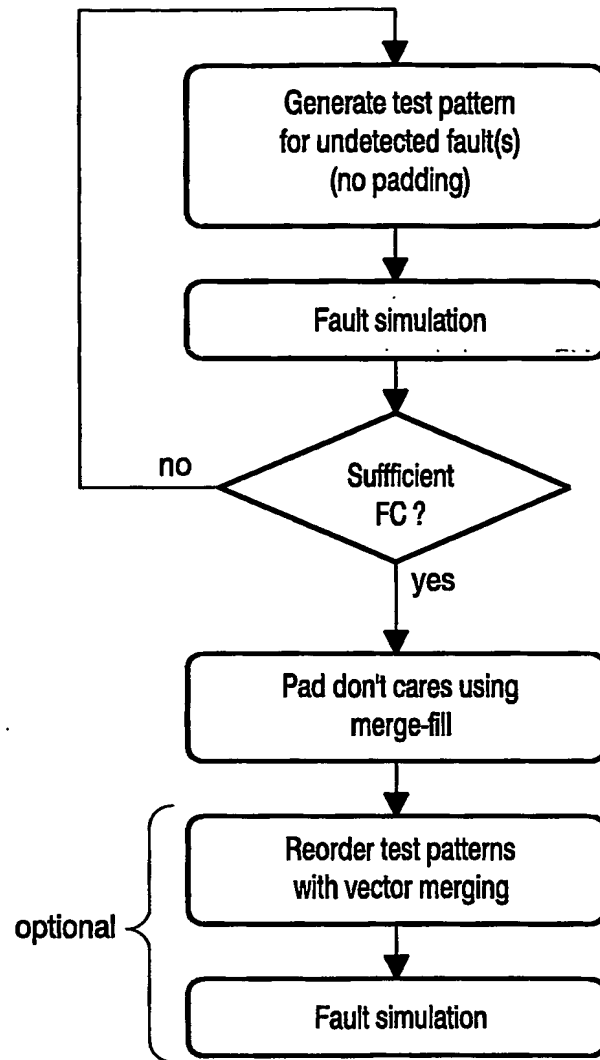 Generate test pattern
for undetected fault(s)
(no padding)
Fault simulation
no
Suffficient
FC ?
yes
Pad don't cares using
merge-fill
Reorder test patterns
with vector merging
optional
Fault simulation